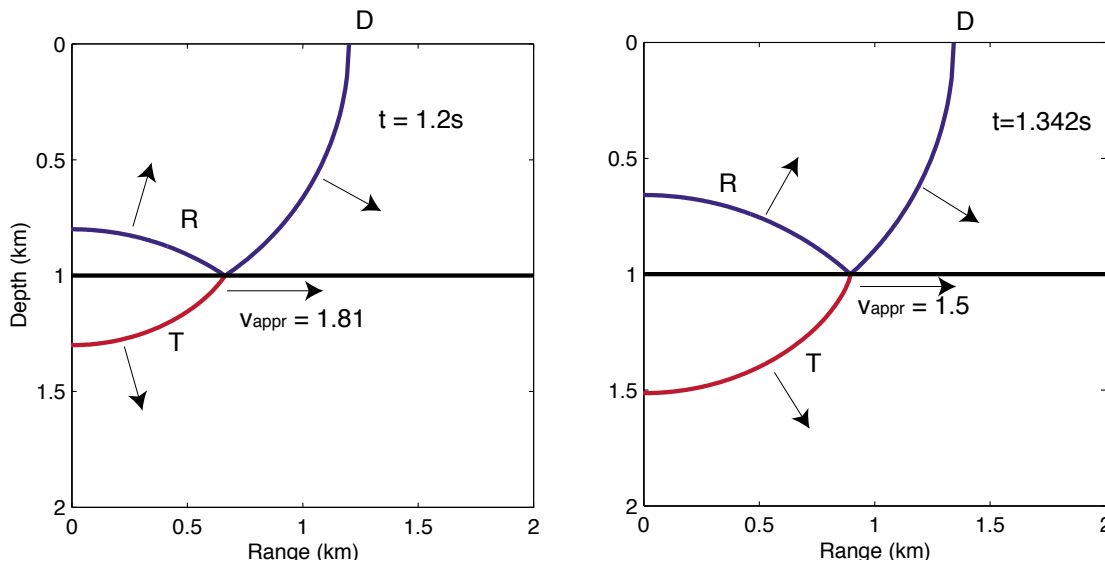 D
0
t = 1.2s
0.5
R
Depth (km)
1
vappr = 1.81
T
1.5
2
0 0.5 1 1.5 2
Range (km)
D
0
t=1.342s
0.5
R
1
vappr = 1.5
T
1.5
2
0 0.5 1 1.5 2
Range (km)